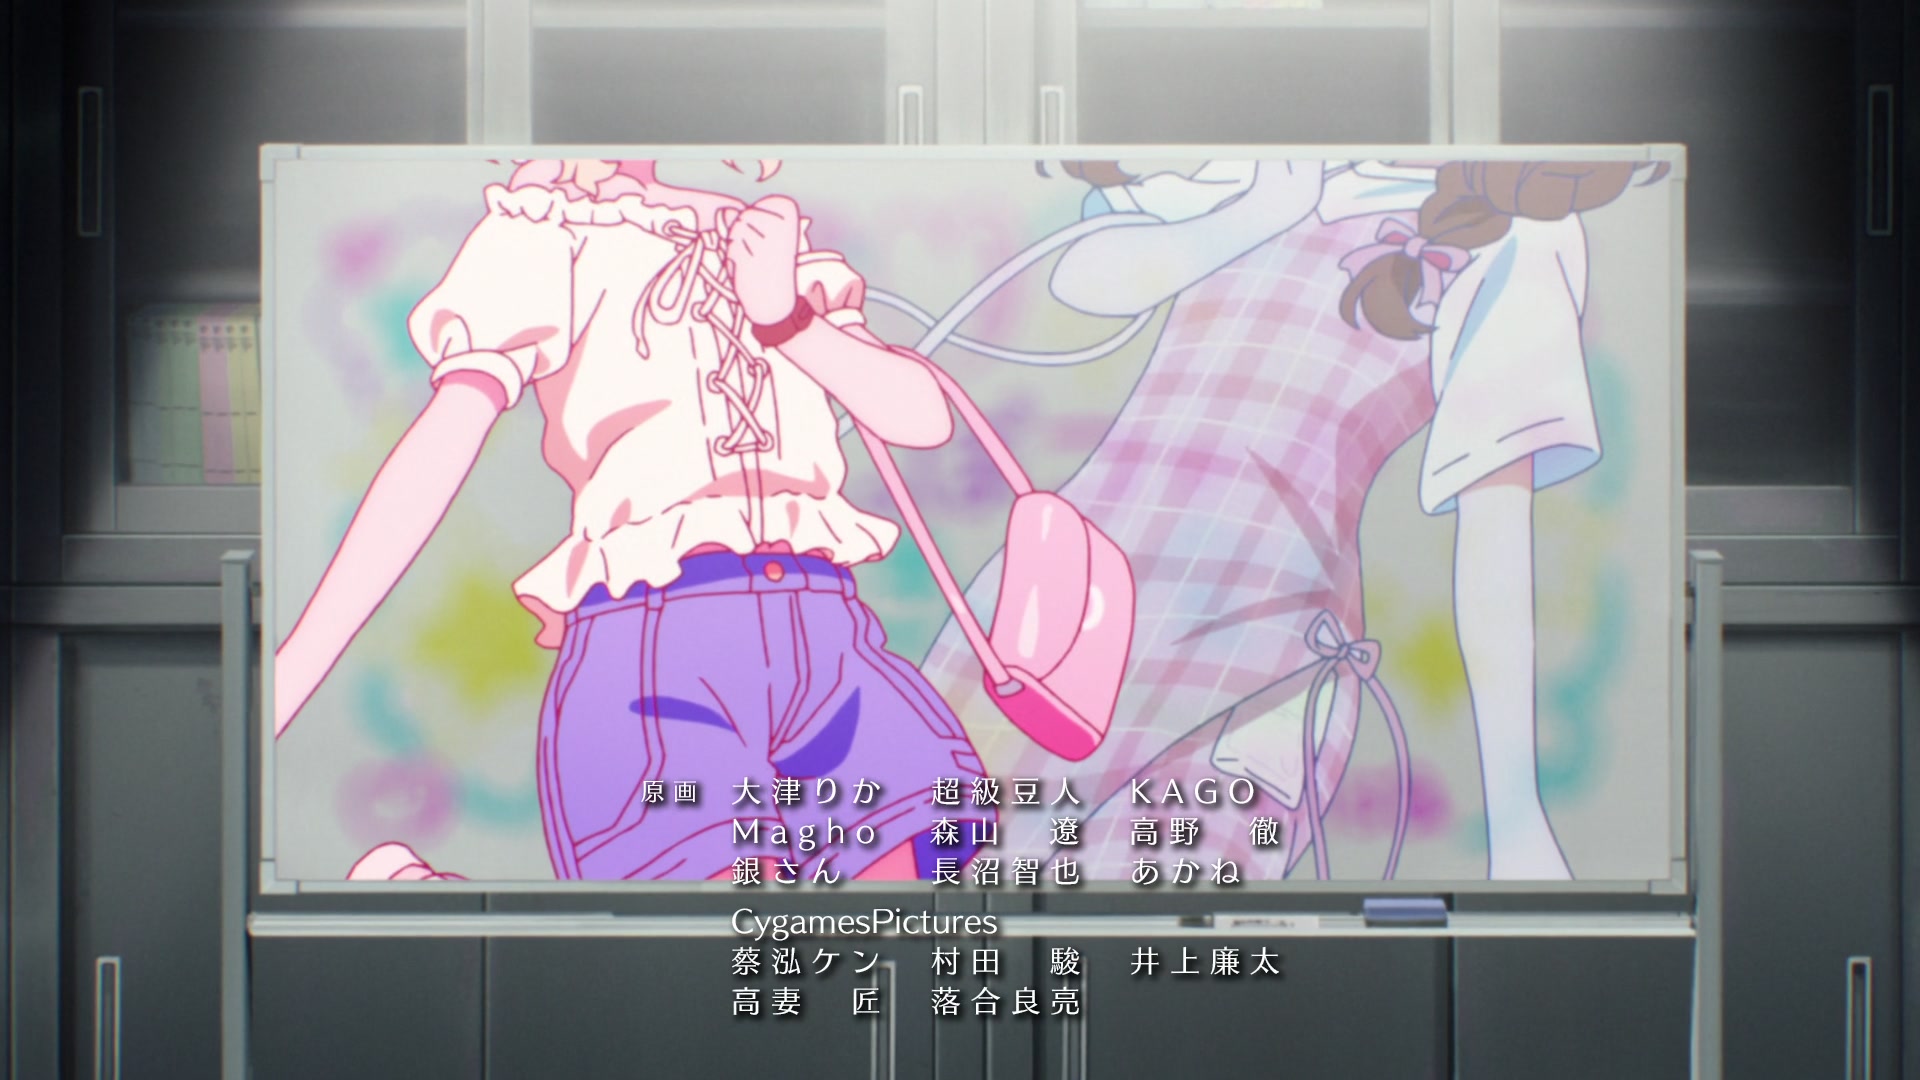 原画 大津りか 超級豆人 KAGO
Magho 森山 遼 高野 徹
銀さん 長沼智也 あかね
CygamesPictures
蔡泓ケン 村田 駿 井上廉太
高妻 匠 落合良亮